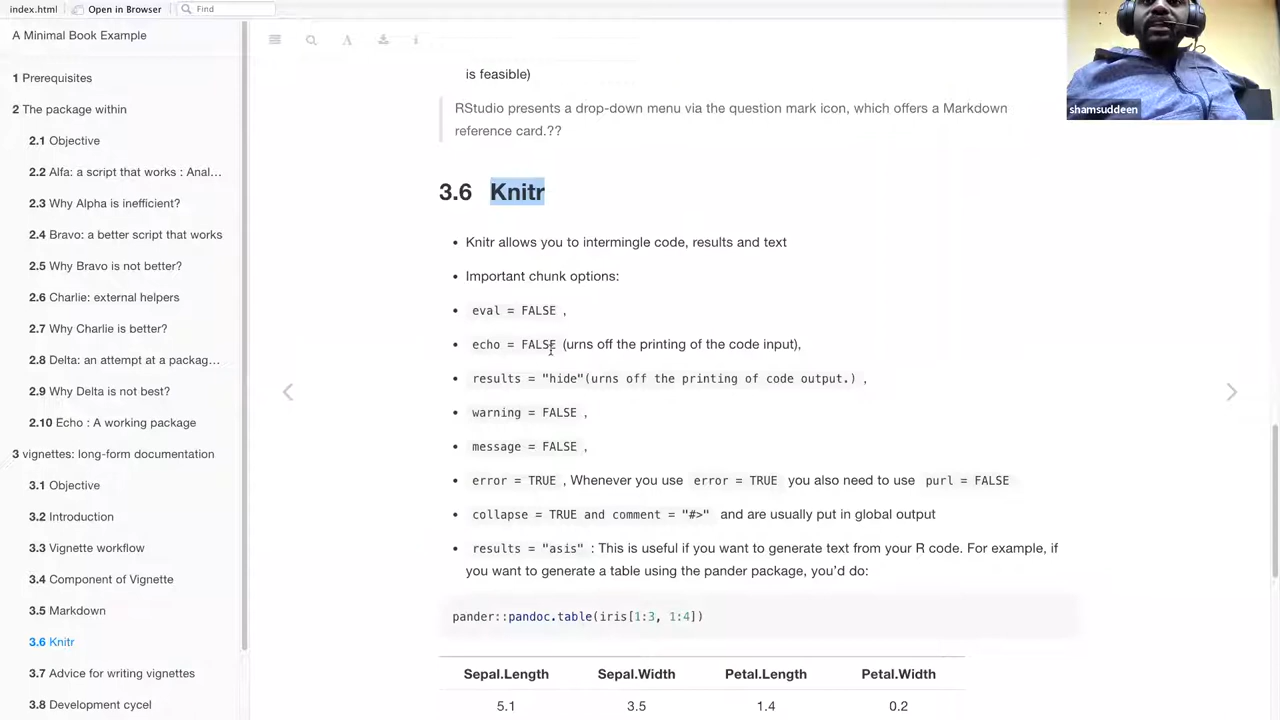 index.html
Open in Browser
Find
A Minimal Book Example
1 Prerequisites
2 The package within
2.1 Objective
2.2 Alfa: a script that works : Anal...
2.3 Why Alpha is inefficient?
2.4 Bravo: a better script that works
2.5 Why Bravo is not better?
2.6 Charlie: external helpers
2.7 Why Charlie is better?
2.8 Delta: an attempt at a packag...
2.9 Why Delta is not best?
2.10 Echo : A working package
3 vignettes: long-form documentation
3.1 Objective
3.2 Introduction
3.3 Vignette workflow
3.4 Component of Vignette
3.5 Markdown
3.6 Knitr
3.7 Advice for writing vignettes
3.8 Development cycel
A
i
is feasible)
RStudio presents a drop-down menu via the question mark icon, which offers a Markdown
reference card.??
3.6 Knitr
• Knitr allows you to intermingle code, results and text
• Important chunk options:
• eval = FALSE ,
• echo = FALSE (urns off the printing of the code input),
• results = "hide"(urns off the printing of code output.) ,
• warning = FALSE ,
• message = FALSE ,
• error = TRUE , Whenever you use error = TRUE you also need to use purl = FALSE
• collapse = TRUE and comment = "#>" and are usually put in global output
• results = "asis" : This is useful if you want to generate text from your R code. For example, if
you want to generate a table using the pander package, you'd do:
pander::pandoc.table(iris[1:3, 1:4])
Sepal.Length Sepal.Width Petal.Length Petal.Width
5.1 3.5 1.4 0.2
shamsuddeen